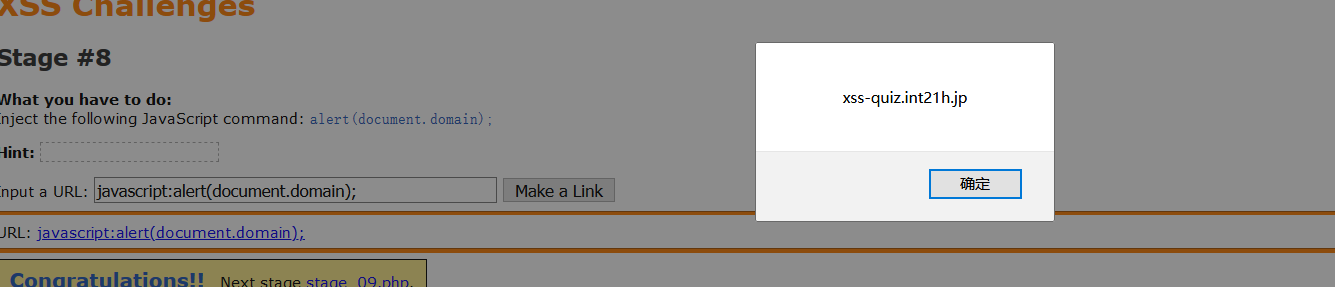 XSS Challenges
Stage #8
What you have to do:
Inject the following JavaScript command: alert(document.domain);
Hint:
Input a URL: javascript:alert(document.domain); Make a Link
URL: javascript:alert(document.domain);
Congratulations!! Next stage stage_09.php.
xss-quiz.int21h.jp
确定